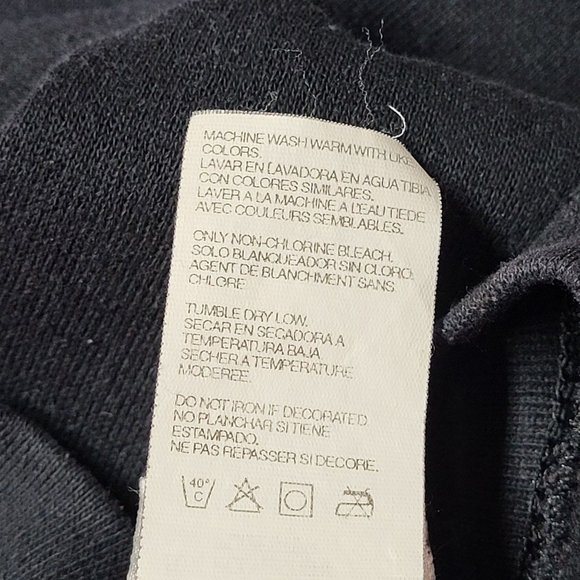 MACHINE WASH WARM WITH LIKE
COLORS.
LAVAR EN LAVADORA EN AGUA TIBIA
CON COLORES SIMILARES.
LAVER A LA MACHINE A L'EAU TIEDE
AVEC COULEURS SEMBLABLES.
ONLY NON-CHLORINE BLEACH.
SOLO BLANQUEADOR SIN CLORO.
AGENT DE BLANCHMENT SANS
CHLORE
TUMBLE DRY LOW.
SECAR EN SEGADORA A
TEMPERATURA BAJA
SECHER A TEMPERATURE
MODEREE.
DO NOT IRON IF DECORATED
NO PLANCHAR SI TIENE
ESTAMPADO.
NE PAS REPASSER SI DECORE.
40°
C